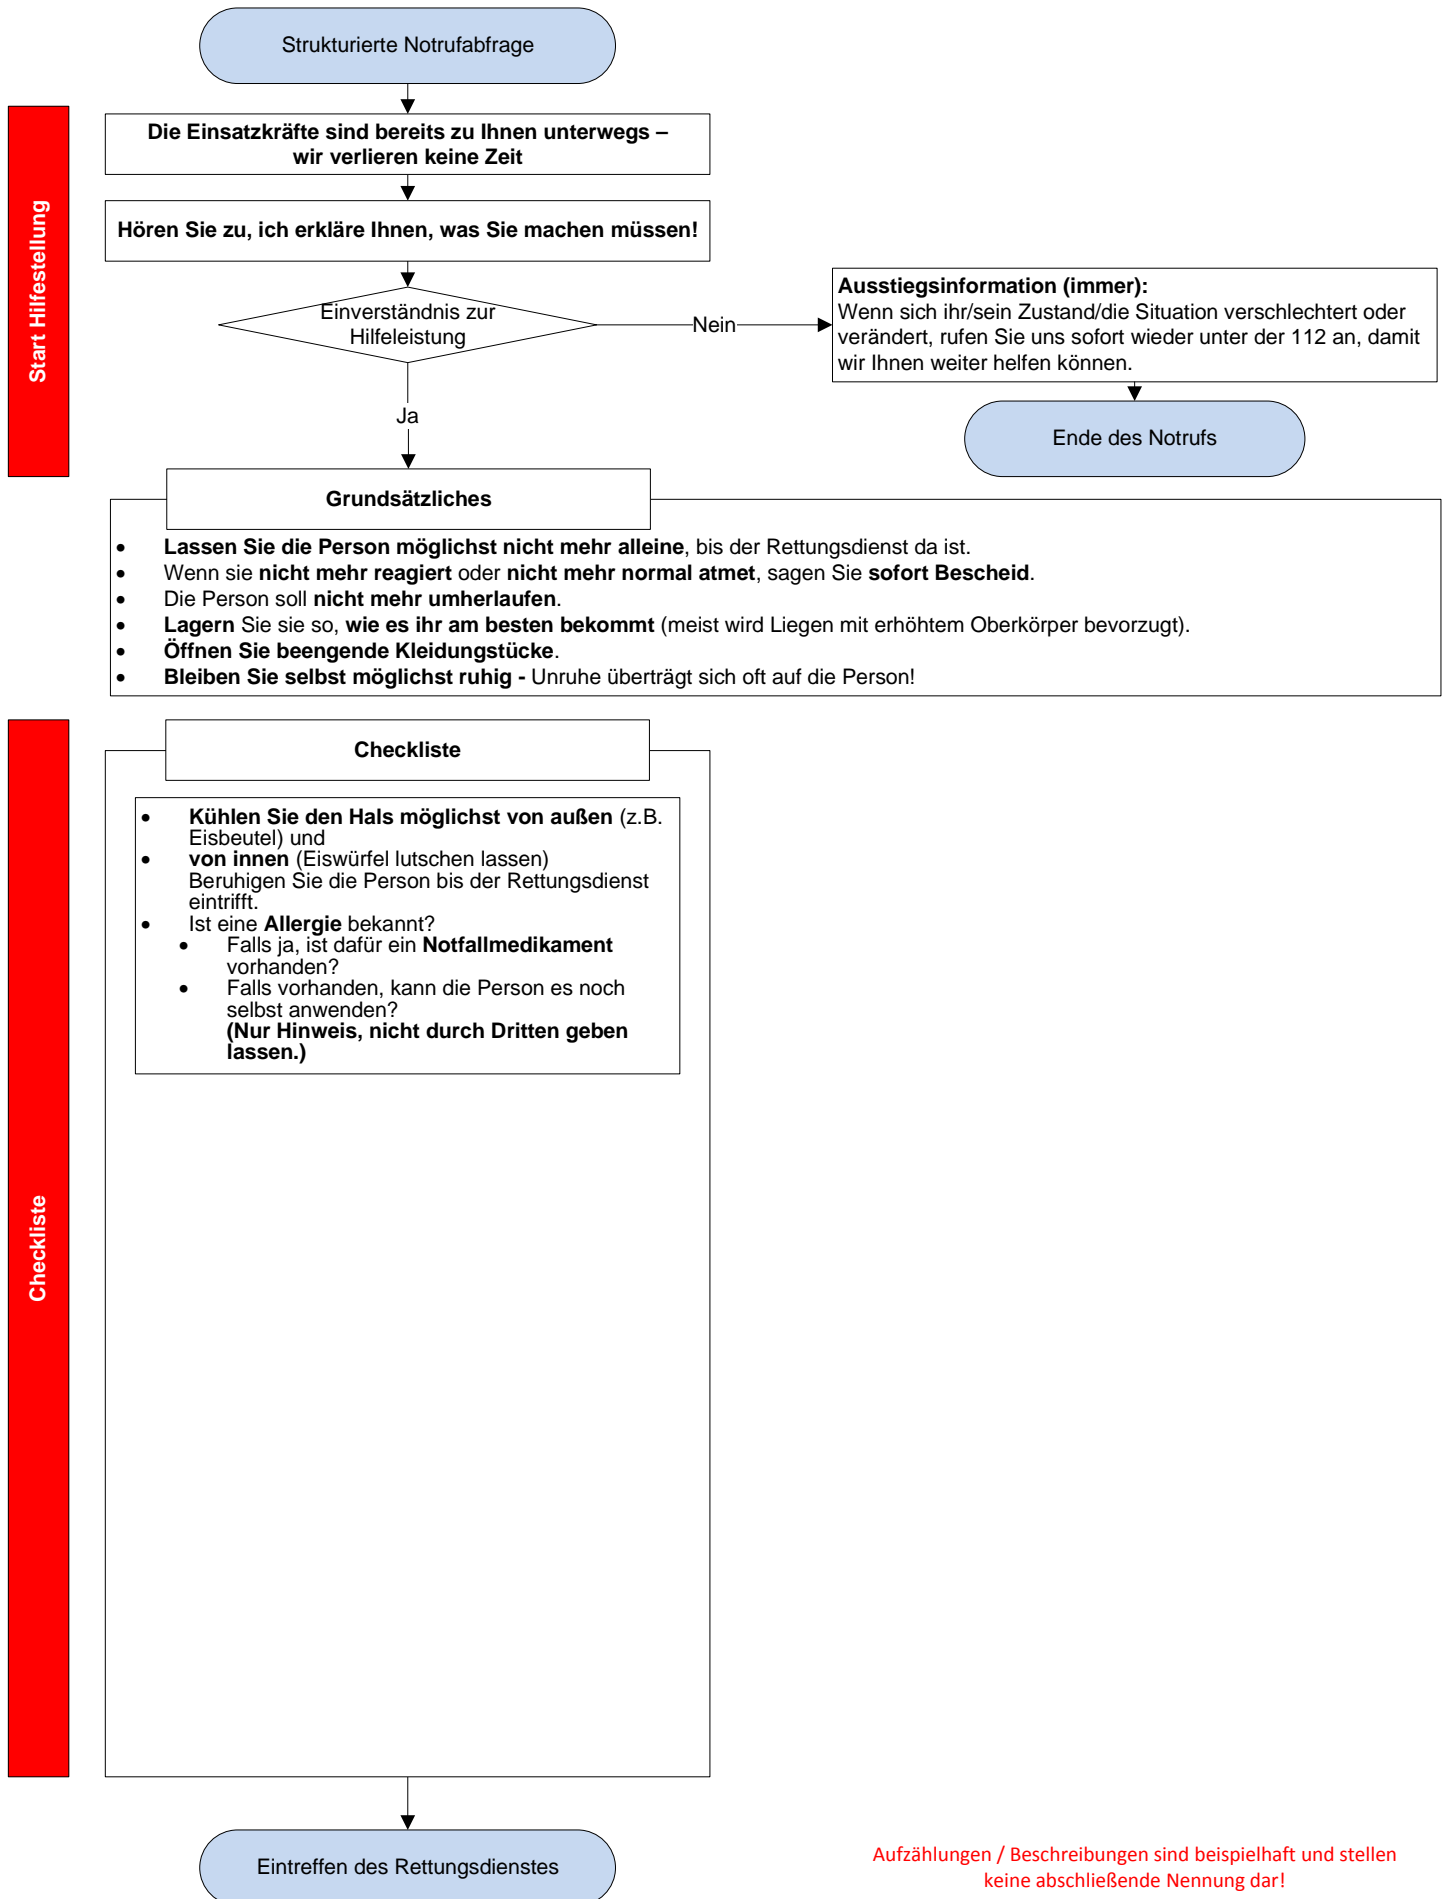 Strukturierte Notrufabfrage
Start Hilfestellung
Die Einsatzkräfte sind bereits zu Ihnen unterwegs –
wir verlieren keine Zeit
Hören Sie zu, ich erkläre Ihnen, was Sie machen müssen!
Einverständnis zur
Hilfeleistung
Nein
Ausstiegsinformation (immer):
Wenn sich ihr/sein Zustand/die Situation verschlechtert oder
verändert, rufen Sie uns sofort wieder unter der 112 an, damit
wir Ihnen weiter helfen können.
Ja
Ende des Notrufs
Grundsätzliches
• Lassen Sie die Person möglichst nicht mehr alleine, bis der Rettungsdienst da ist.
• Wenn sie nicht mehr reagiert oder nicht mehr normal atmet, sagen Sie sofort Bescheid.
• Die Person soll nicht mehr umherlaufen.
• Lagern Sie sie so, wie es ihr am besten bekommt (meist wird Liegen mit erhöhtem Oberkörper bevorzugt).
• Öffnen Sie beengende Kleidungstücke.
• Bleiben Sie selbst möglichst ruhig - Unruhe überträgt sich oft auf die Person!
Checkliste
Checkliste
• Kühlen Sie den Hals möglichst von außen (z.B.
Eisbeutel) und
• von innen (Eiswürfel lutschen lassen)
Beruhigen Sie die Person bis der Rettungsdienst
eintrifft.
• Ist eine Allergie bekannt?
• Falls ja, ist dafür ein Notfallmedikament
vorhanden?
• Falls vorhanden, kann die Person es noch
selbst anwenden?
(Nur Hinweis, nicht durch Dritten geben
lassen.)
Eintreffen des Rettungsdienstes
Aufzählungen / Beschreibungen sind beispielhaft und stellen
keine abschließende Nennung dar!